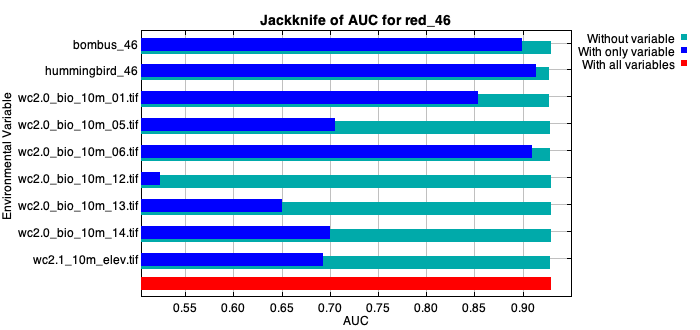 Jackknife of AUC for red_46
Without variable
With only variable
With all variables
Environmental Variable
bombus_46
hummingbird_46
wc2.0_bio_10m_01.tif
wc2.0_bio_10m_05.tif
wc2.0_bio_10m_06.tif
wc2.0_bio_10m_12.tif
wc2.0_bio_10m_13.tif
wc2.0_bio_10m_14.tif
wc2.1_10m_elev.tif
0.55 0.60 0.65 0.70 0.75 0.80 0.85 0.90
AUC